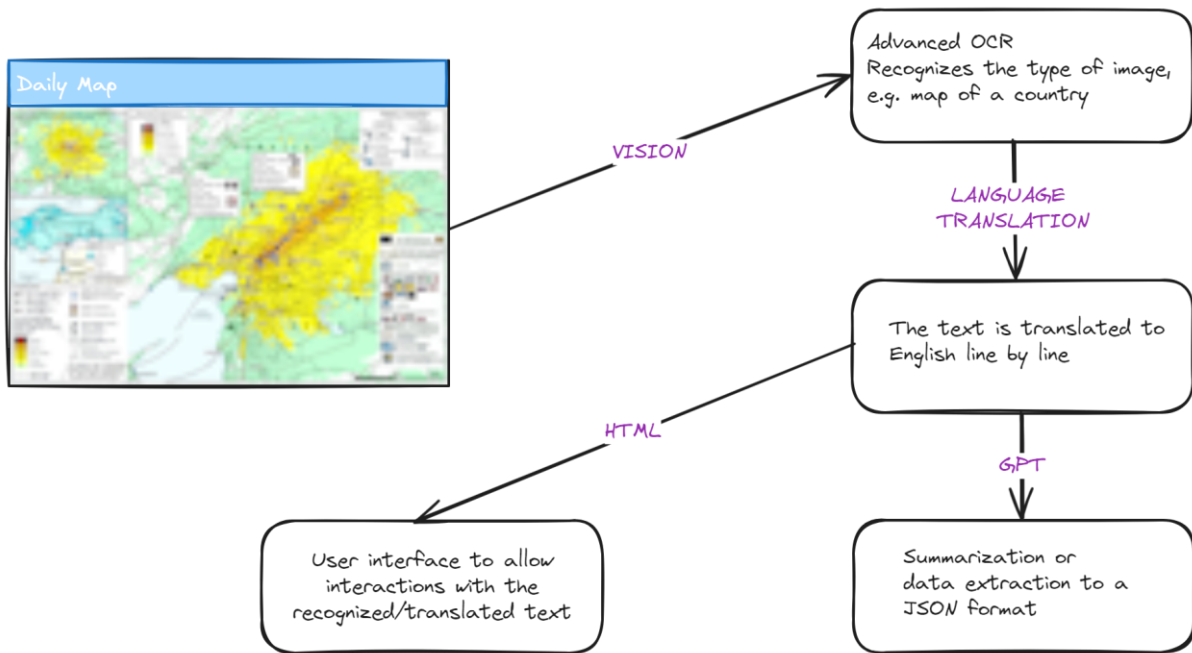 Daily Map
VISION
Advanced OCR
Recognizes the type of image,
e.g. map of a country
LANGUAGE
TRANSLATION
The text is translated to
English line by line
HTML
GPT
User interface to allow
interactions with the
recognized/translated text
Summarization or
data extraction to a
JSON format